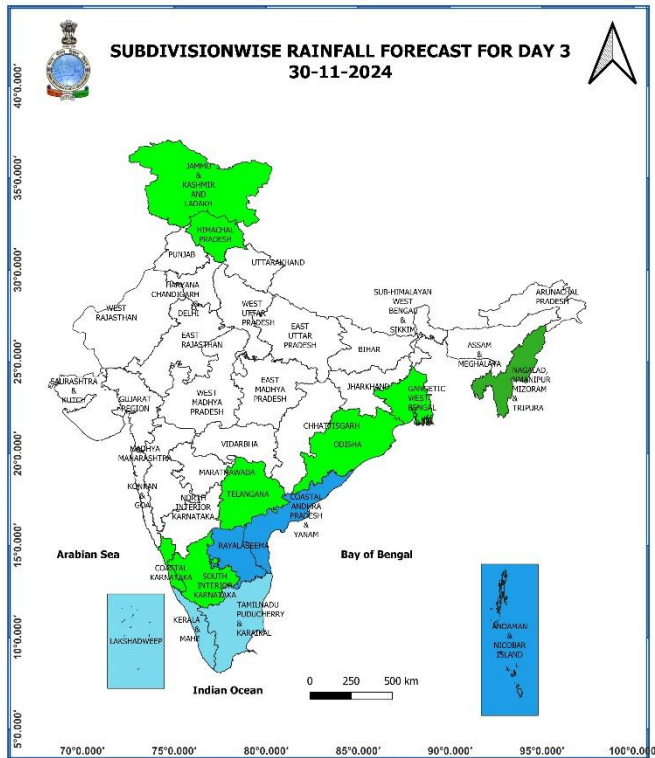 SUBDIVISIONWISE RAINFALL FORECAST FOR DAY 3
30-11-2024
40°0.000'
35°0.000'
30°0.000'
25°0.000'
20°0.000'
15°0.000'
10°0.000'
5°0.000'
JAMMU
&
KASHMIR
AND
LADAKH
HIMACHAL
PRADESH
PUNJAB
UTTARAKHAND
HARYANA
CHANDIGARH
&
DELHI
WEST
RAJASTHAN
WEST
UTTAR
PRADESH
EAST
RAJASTHAN
EAST
UTTAR
PRADESH
SUB-HIMALAYAN
WEST
BENGAL
&
SIKKIM
ARUNACHAL
PRADESH
ASSAM
&
MEGHALAYA
NAGALAD,
MANIPUR
MIZORAM
&
TRIPURA
BIHAR
JHARKHAND
GANGETIC
WEST
BENGAL
SAURASHTRA
&
KUTCH
GUJARAT
REGION
WEST
MADHYA
PRADESH
EAST
MADHYA
PRADESH
CHHATTISGARH
ODISHA
VIDARBHA
MADHYA
MAHARASHTRA
MARATHAWADA
KONKAN
&
GOA
NORTH
INTERIOR
KARNATAKA
TELANGANA
COASTAL
ANDHRA
PRADESH
&
YANAM
RAYALASEEMA
Arabian Sea
Bay of Bengal
COASTAL
KARNATAKA
SOUTH
INTERIOR
KARNATAKA
TAMILNADU
PUDUCHERRY
&
KARAIKAL
KERALA
&
MAHE
LAKSHADWEEP
ANDAMAN
&
NICOBAR
ISLAND
Indian Ocean
0 250 500 km
70°0.000' 75°0.000' 80°0.000' 85°0.000' 90°0.000' 95°0.000' 100°0.000'